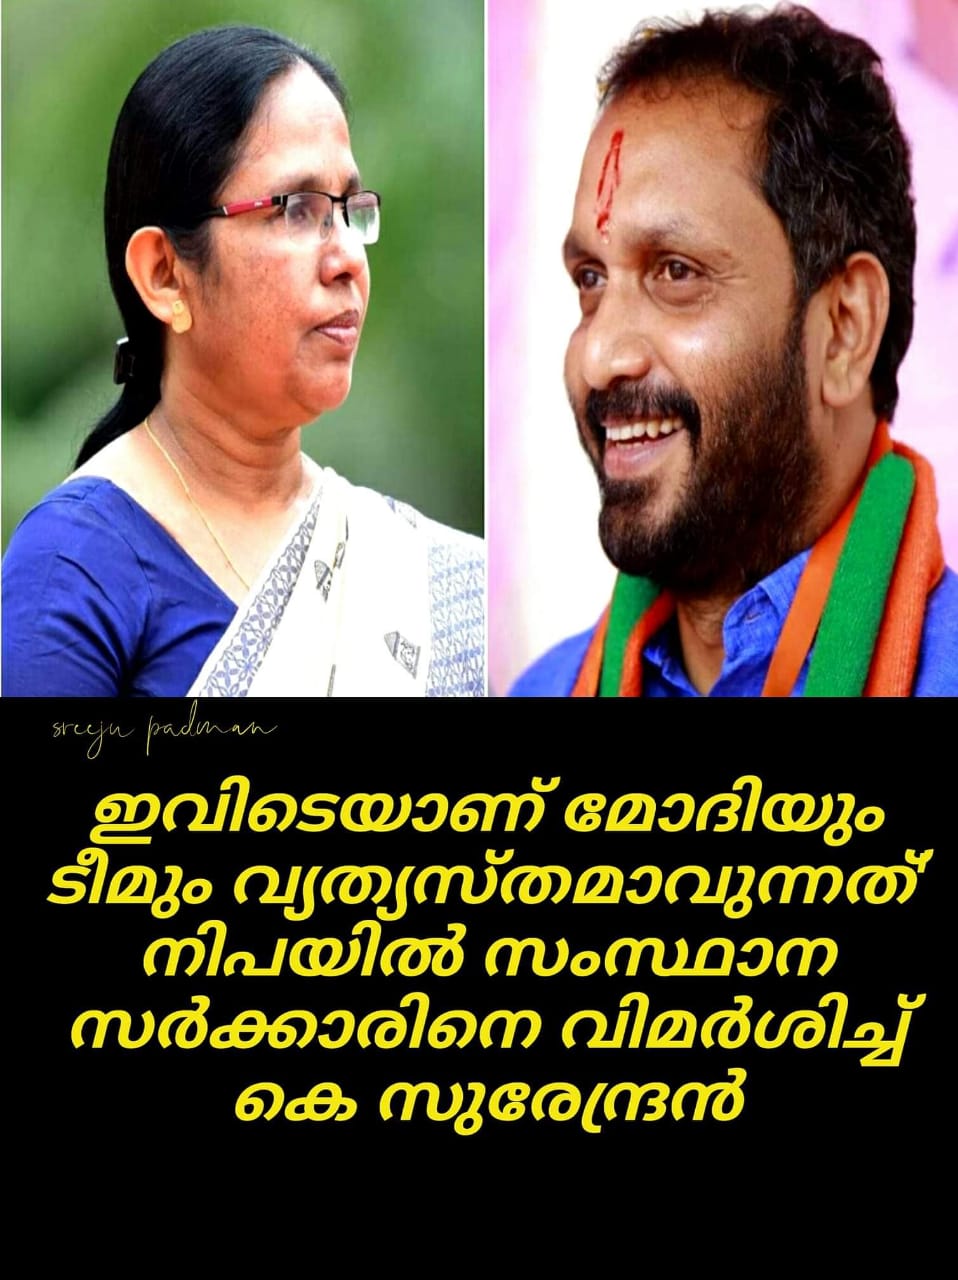 sreeju padman
ഇവിടെയാണ് മോദിയും
ടീമും വ്യത്യസ്തമാവുന്നത്'
നിപയിൽ സംസ്ഥാന
സർക്കാരിനെ വിമർശിച്ച്
കെ സുരേന്ദ്രൻ